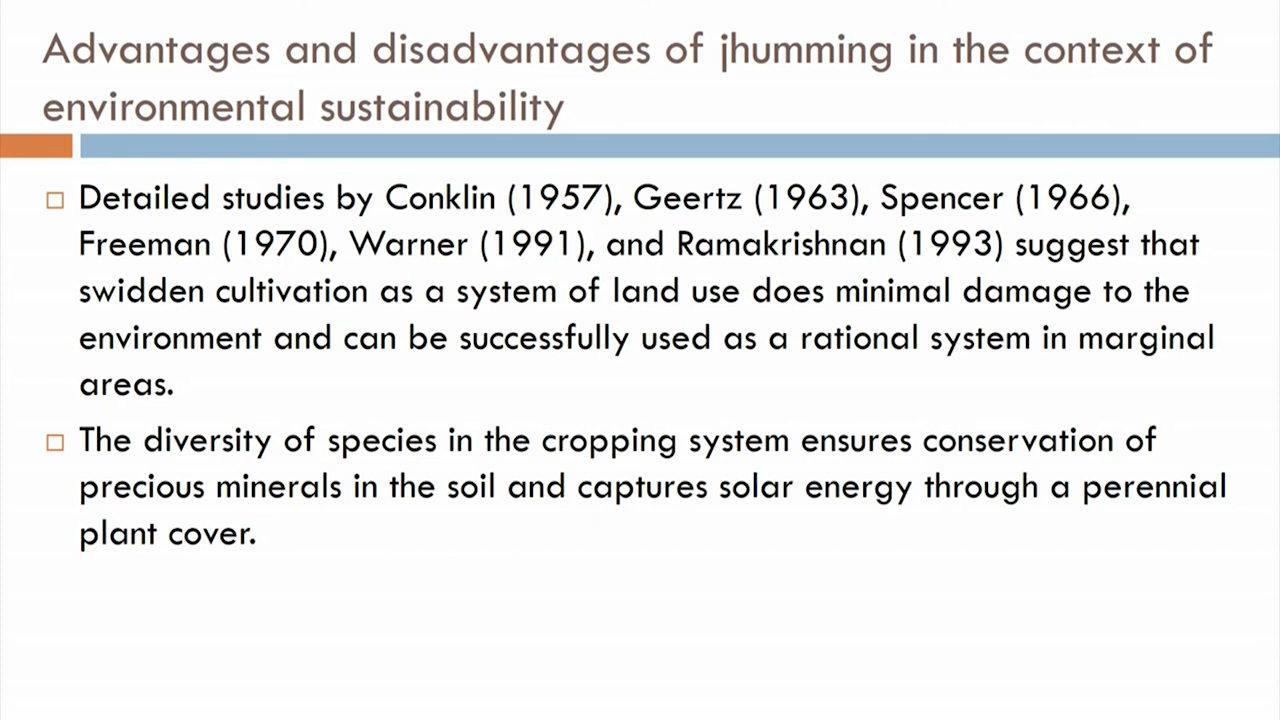 Advantages and disadvantages of jhumming in the context of
environmental sustainability
Detailed studies by Conklin (1957), Geertz (1963), Spencer (1966),
Freeman (1970), Warner (1991), and Ramakrishnan (1993) suggest that
swidden cultivation as a system of land use does minimal damage to the
environment and can be successfully used as a rational system in marginal
areas.
The diversity of species in the cropping system ensures conservation of
precious minerals in the soil and captures solar energy through a perennial
plant cover.